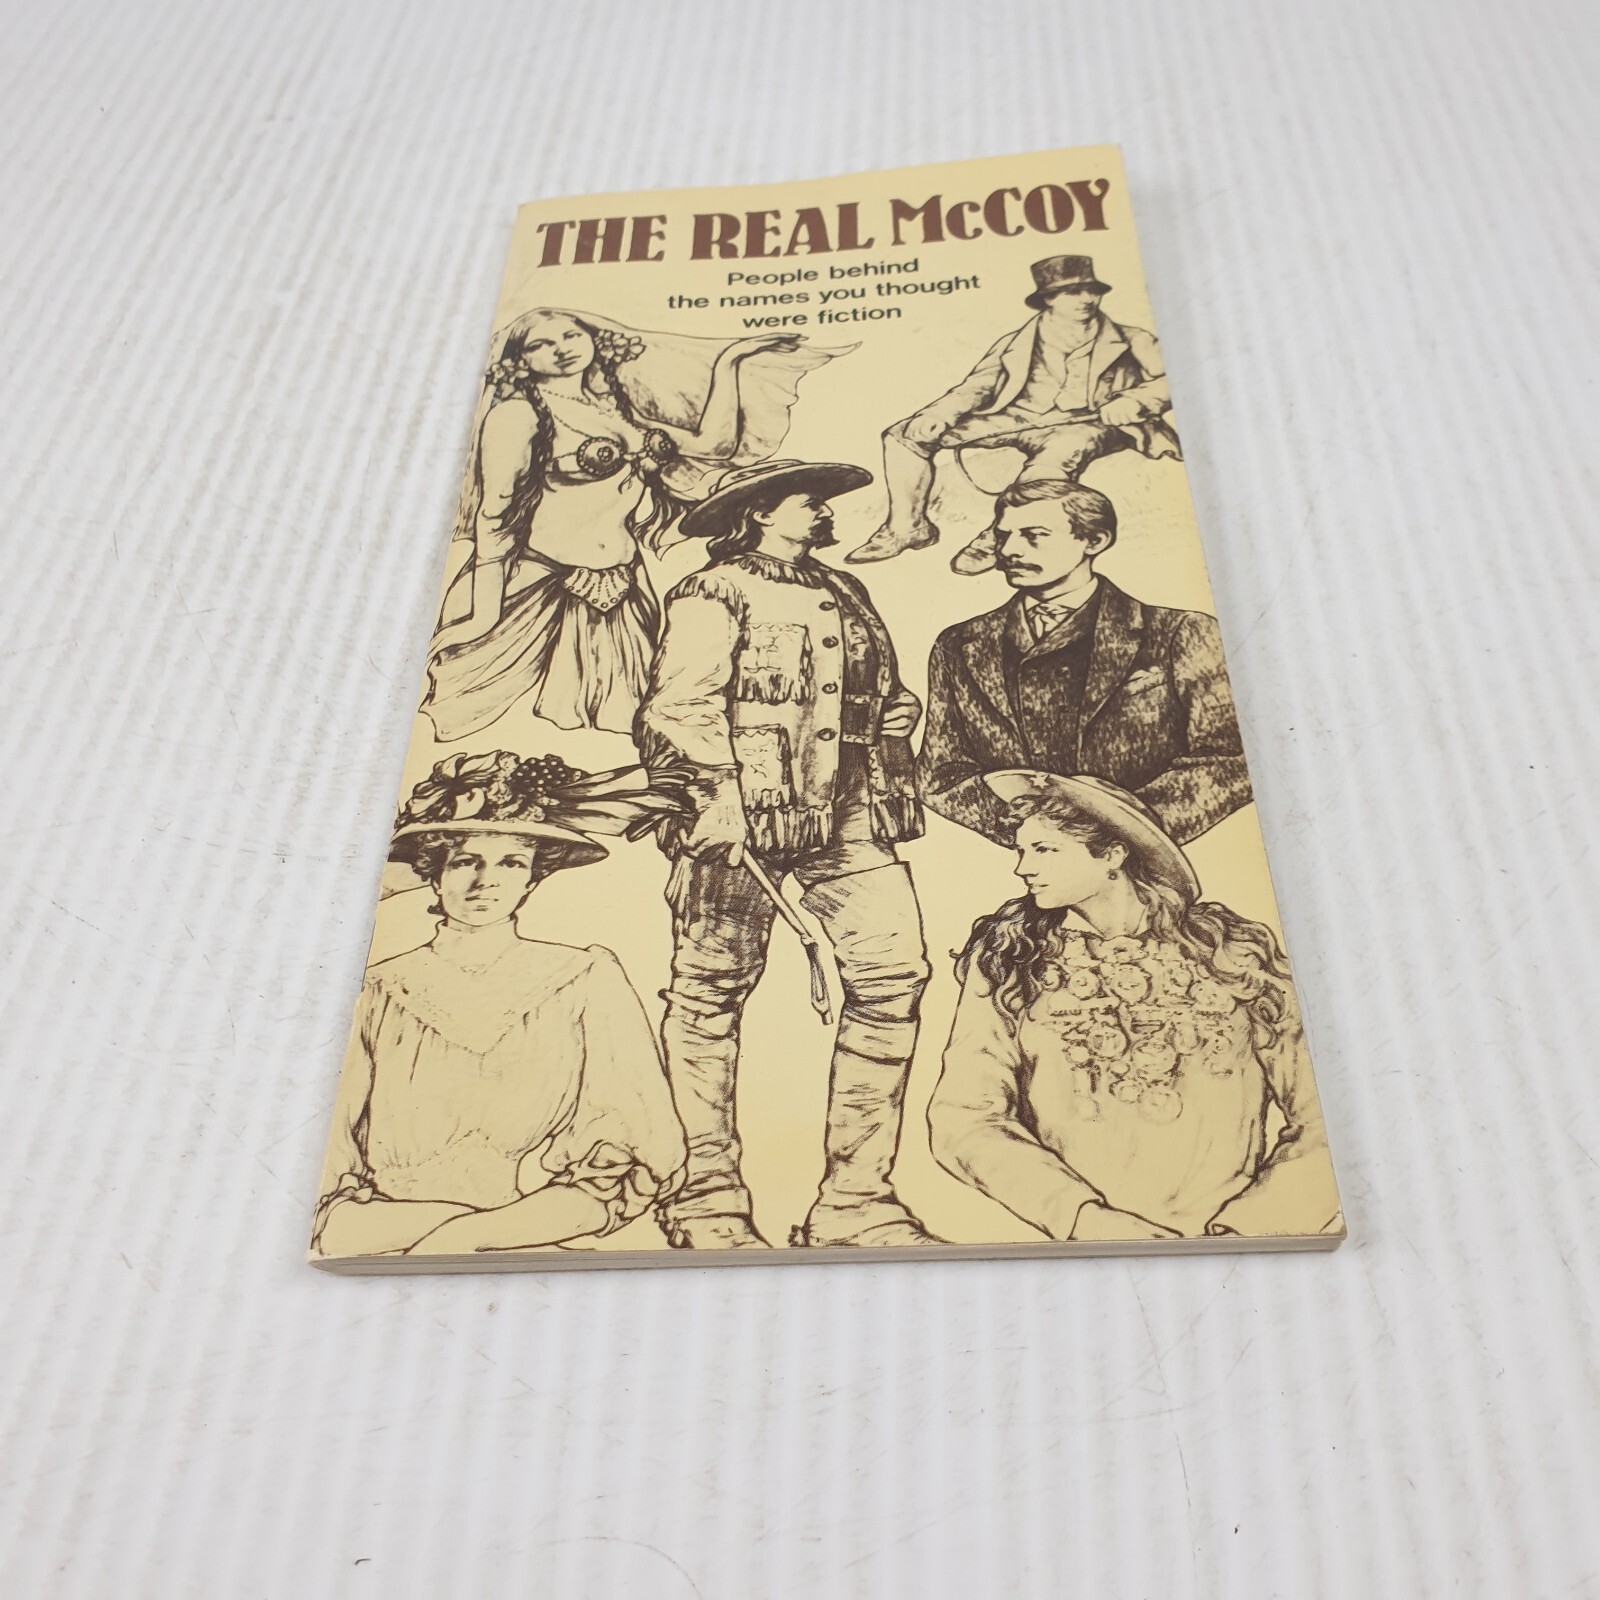 THE REAL McCOY
People behind
the names you thought
were fiction